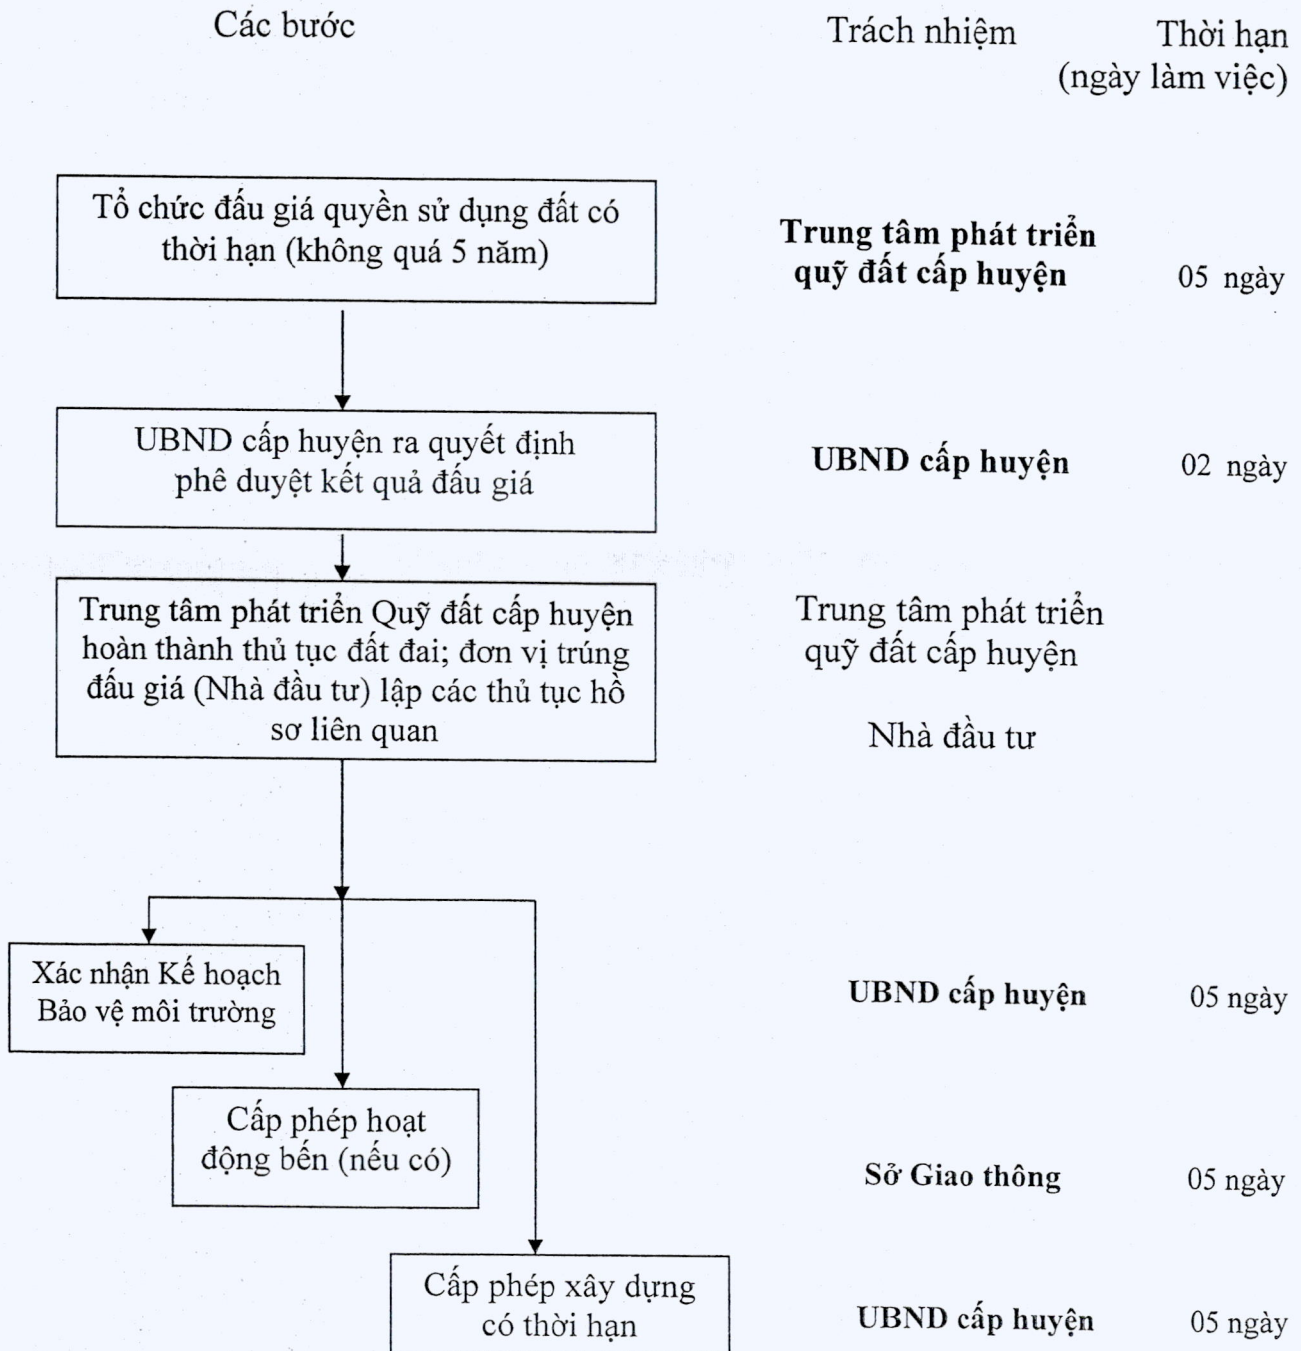 Các bước
Trách nhiệm
Thời hạn
(ngày làm việc)
Tổ chức đấu giá quyền sử dụng đất có
thời hạn (không quá 5 năm)
Trung tâm phát triển
quỹ đất cấp huyện
05 ngày
UBND cấp huyện ra quyết định
phê duyệt kết quả đấu giá
UBND cấp huyện
02 ngày
Trung tâm phát triển Quỹ đất cấp huyện
hoàn thành thủ tục đất đai; đơn vị trúng
đấu giá (Nhà đầu tư) lập các thủ tục hồ
sơ liên quan
Trung tâm phát triển
quỹ đất cấp huyện
Nhà đầu tư
Xác nhận Kế hoạch
Bảo vệ môi trường
UBND cấp huyện
05 ngày
Cấp phép hoạt
động bến (nếu có)
Sở Giao thông
05 ngày
Cấp phép xây dựng
có thời hạn
UBND cấp huyện
05 ngày